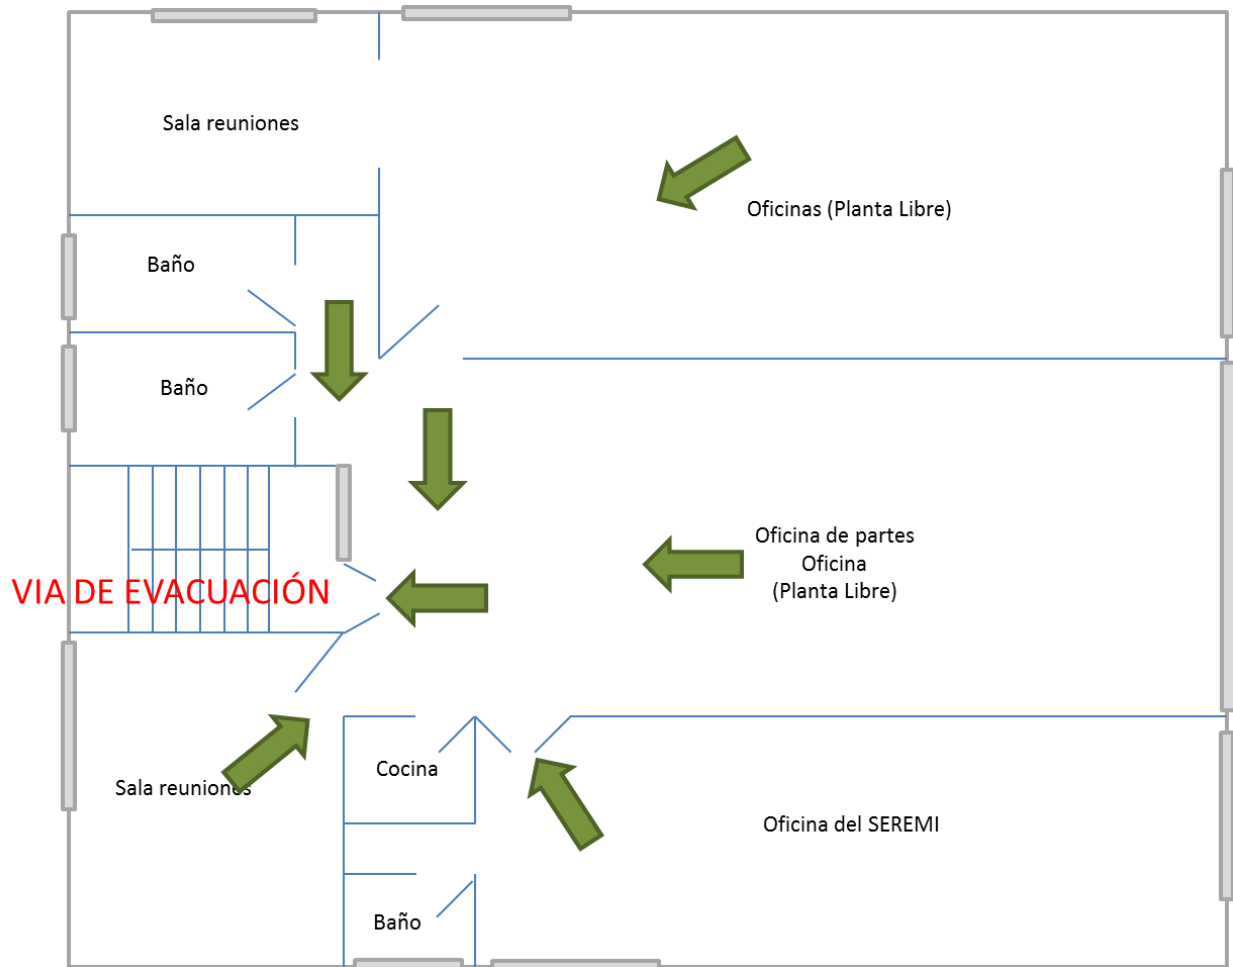 Sala reuniones
Oficinas (Planta Libre)
Baño
Baño
Oficina de partes
Oficina
(Planta Libre)
VIA DE EVACUACIÓN
Sala reuniones
Cocina
Oficina del SEREMI
Baño